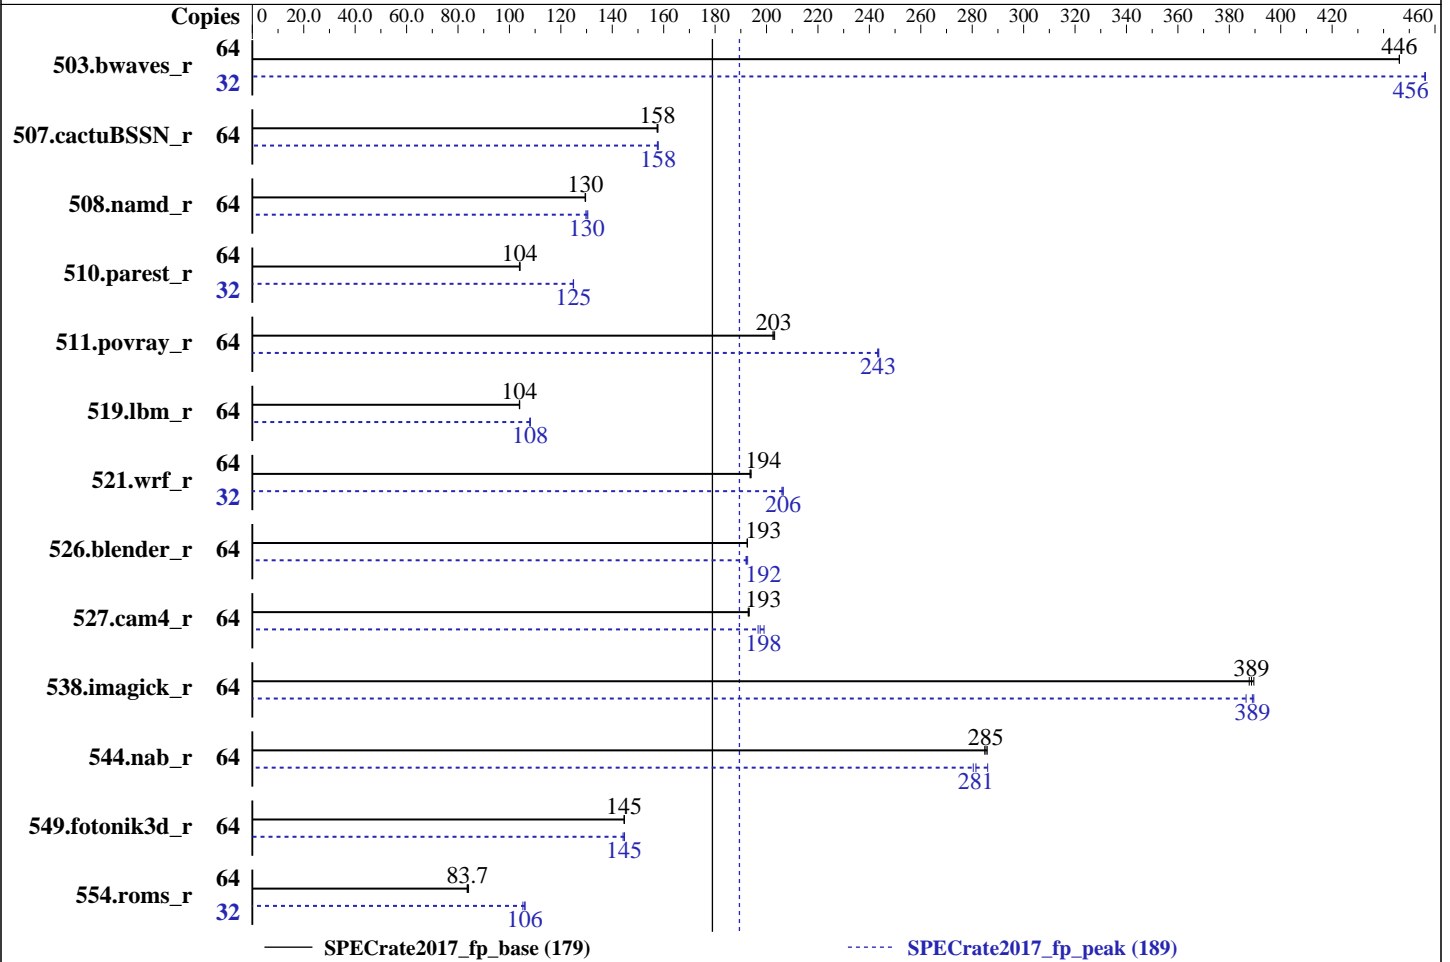 Copies 0 20.0 40.0 60.0 80.0 100 120 140 160 180 200 220 240 260 280 300 320 340 360 380 400 420 460
503.bwaves_r 64 446
32 456
507.cactuBSSN_r 64 158
158
508.namd_r 64 130
130
510.parest_r 64 104
32 125
511.povray_r 64 203
243
519.lbm_r 64 104
108
521.wrf_r 64 194
32 206
526.blender_r 64 193
192
527.cam4_r 64 193
198
538.imagick_r 64 389
389
544.nab_r 64 285
281
549.fotonik3d_r 64 145
145
554.roms_r 64 83.7
32 106
SPECrate2017_fp_base (179) SPECrate2017_fp_peak (189)